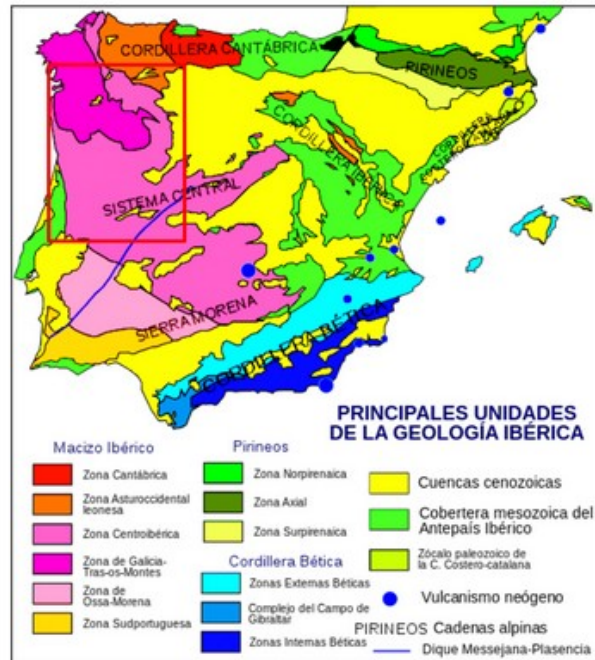 CORDILLERA CANTÁBRICA
PIRINEOS
CORDILLERA IBÉRICA
CORDILLERA
SISTEMA CENTRAL
SIERRA MORENA
CORDILLERA BÉTICA
PRINCIPALES UNIDADES
DE LA GEOLOGÍA IBÉRICA
Macizo Ibérico
Zona Cantábrica
Zona Asturoccidental
leonesa
Zona Centroibérica
Zona de Galicia-
Tras-os-Montes
Zona de
Ossa-Morena
Zona Sudportuguesa
Pirineos
Zona Norpirenaica
Zona Axial
Zona Surpirenaica
Cordillera Bética
Zonas Externas Béticas
Complejo del Campo de
Gibraltar
Zonas Internas Béticas
Cuencas cenozoicas
Cobertera mesozoica del
Antepaís Ibérico
Zócalo paleozoico de
la C. Costero-catalana
Vulcanismo neógeno
PIRINEOS Cadenas alpinas
Dique Messejana-Plasencia